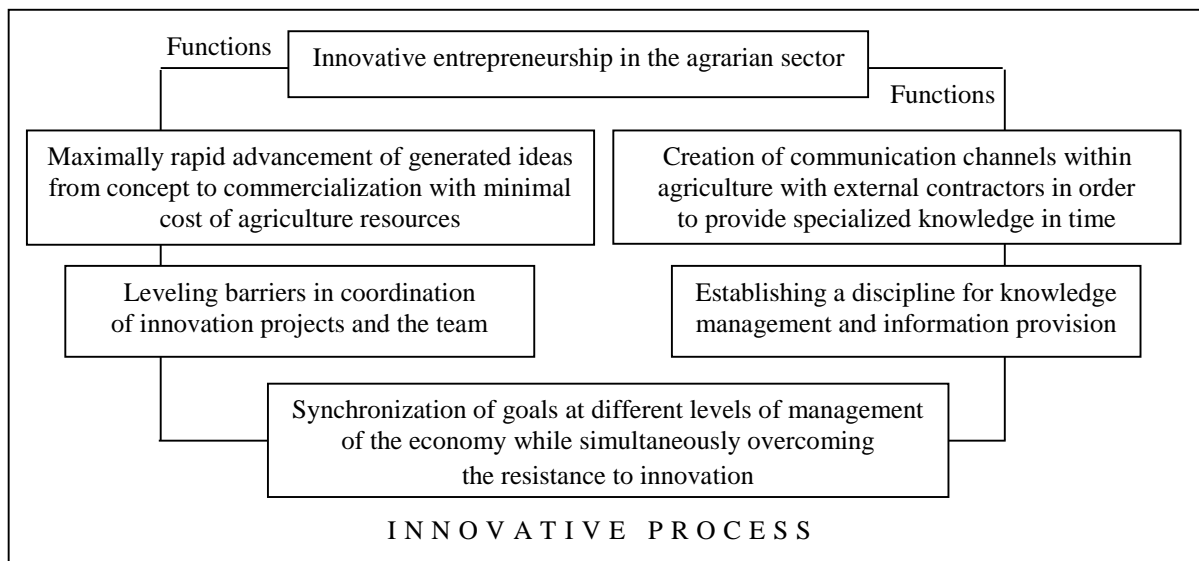 Functions
Innovative entrepreneurship in the agrarian sector
Functions
Maximally rapid advancement of generated ideas
from concept to commercialization with minimal
cost of agriculture resources
Creation of communication channels within
agriculture with external contractors in order
to provide specialized knowledge in time
Leveling barriers in coordination
of innovation projects and the team
Establishing a discipline for knowledge
management and information provision
Synchronization of goals at different levels of management
of the economy while simultaneously overcoming
the resistance to innovation
INNOVATIVE PROCESS